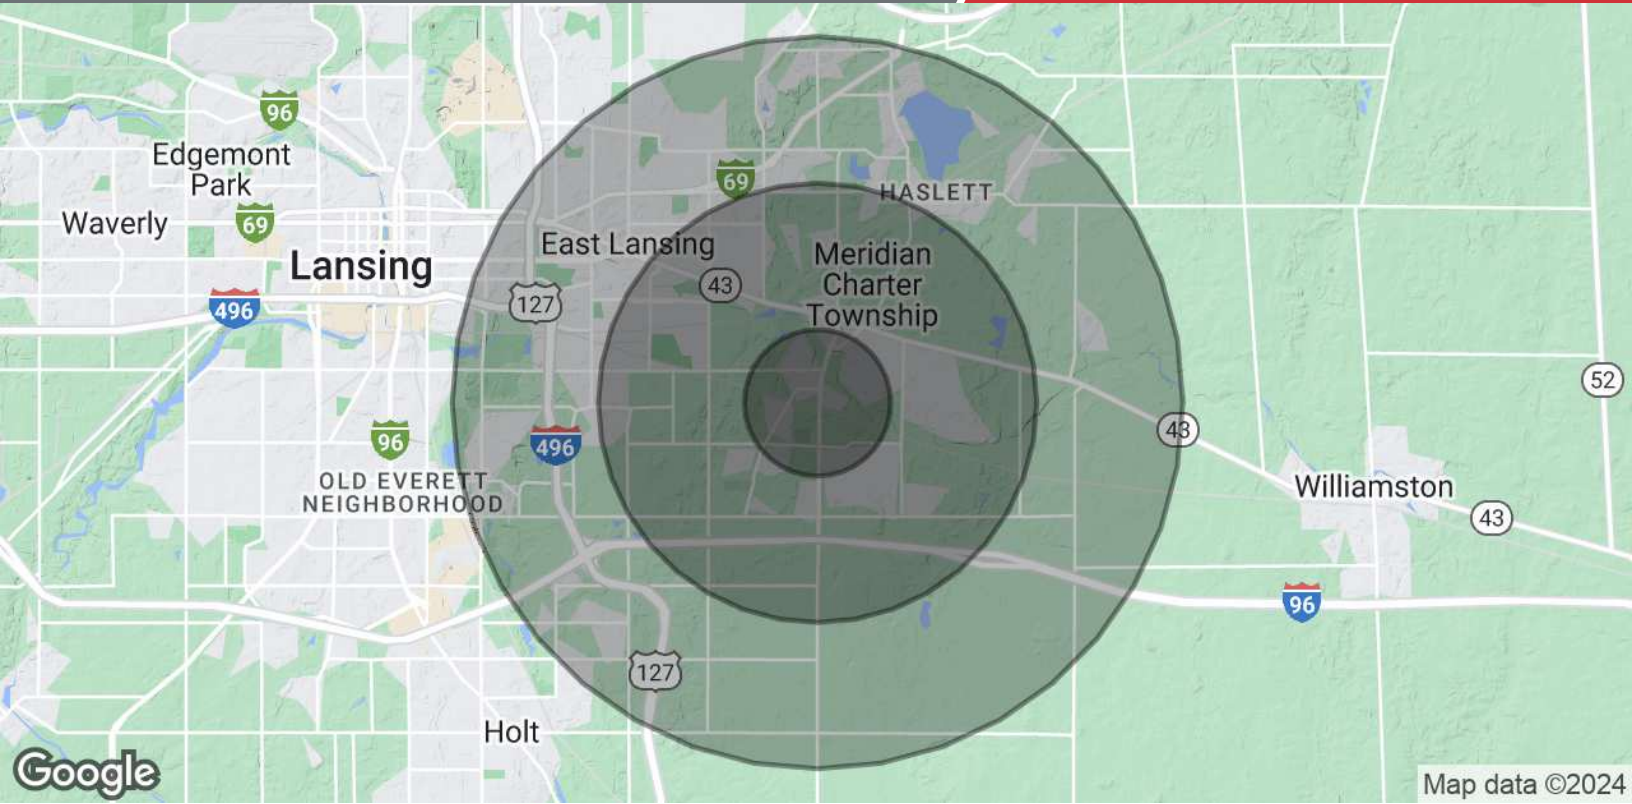 96
Edgemont
Park
69
Waverly
69
HASLETT
East Lansing
Meridian
Charter
Township
Lansing
43
127
496
52
96
496
43
OLD EVERETT
NEIGHBORHOOD
Williamston
43
96
127
Holt
Google
Map data ©2024